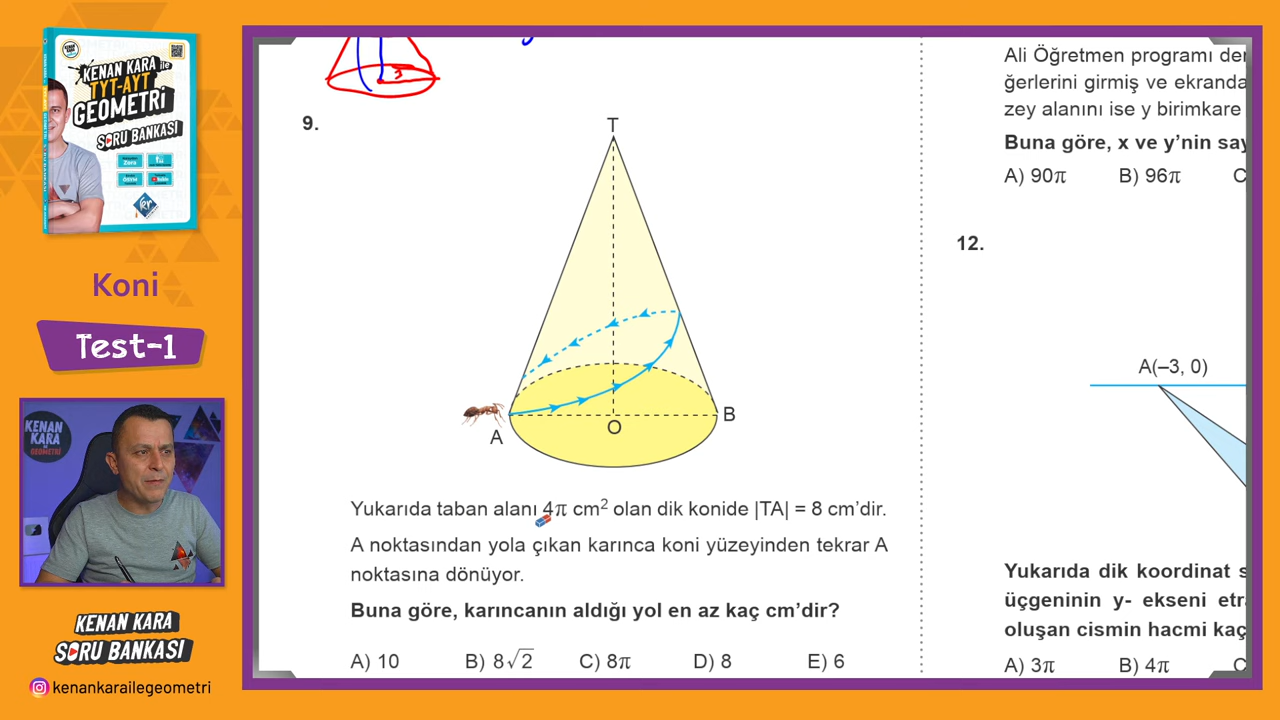 KENAN KARA ile
TYT-AYT
GEOMETRİ
SORU BANKASI
Koni
Test-1
KENAN
KARA
GEOMETRİ
KENAN KARA
SORU BANKASI
kenankarailegeometri
9.
T
A
O
B
Yukarıda taban alanı 4π cm² olan dik konide |TA| = 8 cm'dir.
A noktasından yola çıkan karınca koni yüzeyinden tekrar A
noktasına dönüyor.
Buna göre, karıncanın aldığı yol en az kaç cm'dir?
A) 10 B) 8√2 C) 8π D) 8 E) 6
Ali Öğretmen programı de
ğerlerini girmiş ve ekranda
zey alanını ise y birimkare
Buna göre, x ve y'nin say
A) 90π B) 96π C
12.
A(–3, 0)
Yukarıda dik koordinat s
üçgeninin y- ekseni etr
oluşan cismin hacmi kaç
A) 3π B) 4π C